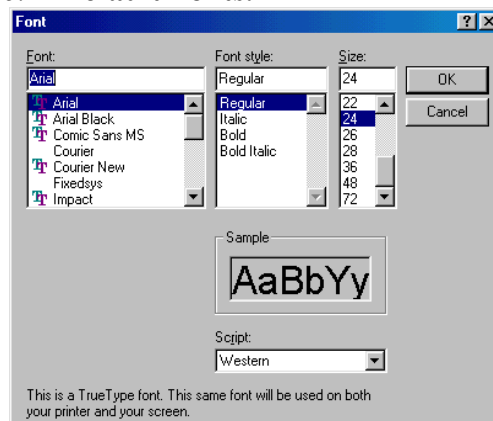 Font
Font:
Arial
Arial
Arial Black
Comic Sans MS
Courier
Courier New
Fixedsys
Impact
Font style:
Regular
Regular
Italic
Bold
Bold Italic
Size:
24
22
24
26
28
36
48
72
OK
Cancel
Sample
AaBbYy
Script:
Western
This is a TrueType font. This same font will be used on both
your printer and your screen.